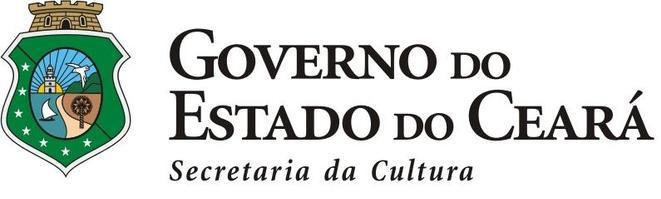 GOVERNO DO
ESTADO DO CEARÁ
Secretaria da Cultura